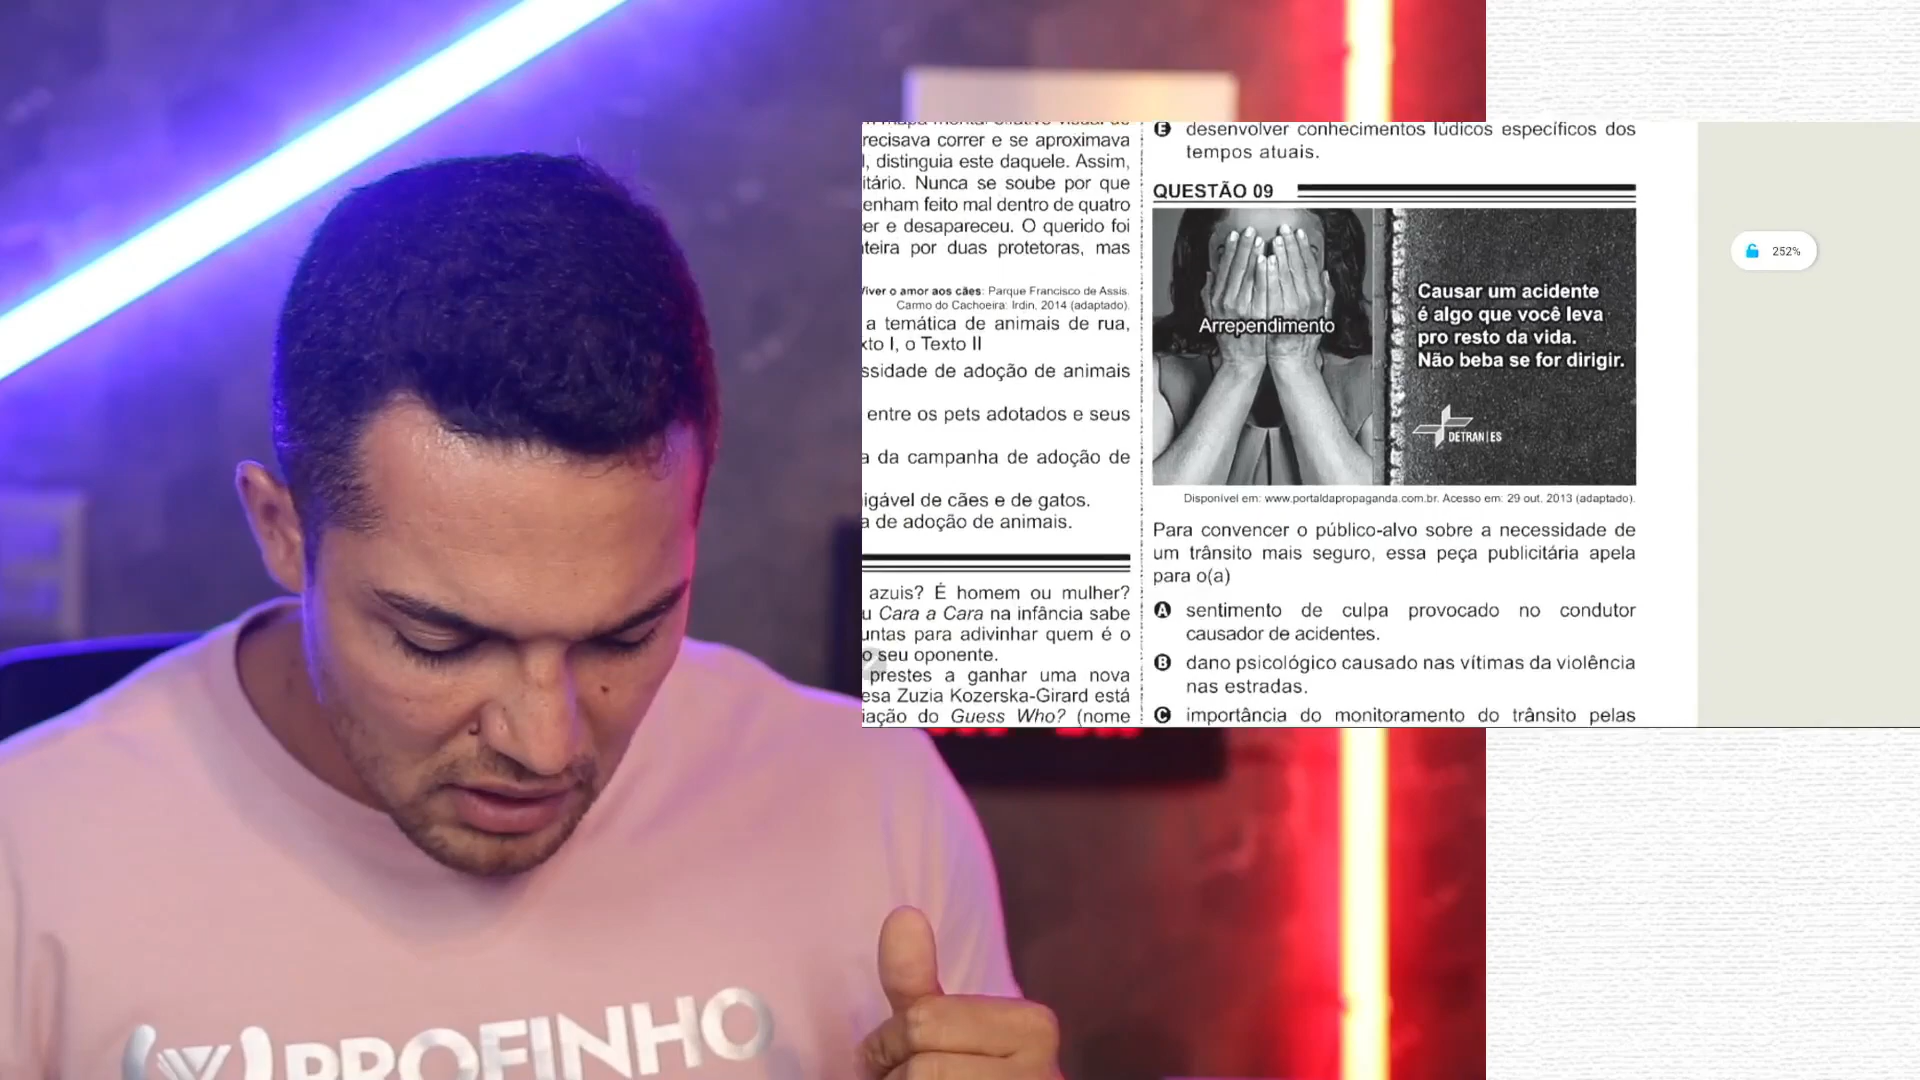 recisava correr e se aproximava
l, distinguia este daquele. Assim,
itário. Nunca se soube por que
enham feito mal dentro de quatro
er e desapareceu. O querido foi
teira por duas protetoras, mas
Viver o amor aos cães: Parque Francisco de Assis.
Carmo do Cachoeira: Irdin, 2014 (adaptado).
a temática de animais de rua,
xto I, o Texto II
ssidade de adoção de animais
entre os pets adotados e seus
a da campanha de adoção de
igável de cães e de gatos.
a de adoção de animais.
azuis? É homem ou mulher?
u Cara a Cara na infância sabe
untas para adivinhar quem é o
o seu oponente.
prestes a ganhar uma nova
esa Zuzia Kozerska-Girard está
iação do Guess Who? (nome
E desenvolver conhecimentos lúdicos específicos dos
tempos atuais.
QUESTÃO 09
Arrependimento
Causar um acidente
é algo que você leva
pro resto da vida.
Não beba se for dirigir.
DETRAN|ES
Disponível em: www.portaldapropaganda.com.br. Acesso em: 29 out. 2013 (adaptado).
Para convencer o público-alvo sobre a necessidade de
um trânsito mais seguro, essa peça publicitária apela
para o(a)
A sentimento de culpa provocado no condutor
causador de acidentes.
B dano psicológico causado nas vítimas da violência
nas estradas.
C importância do monitoramento do trânsito pelas
252%
PROFINHO